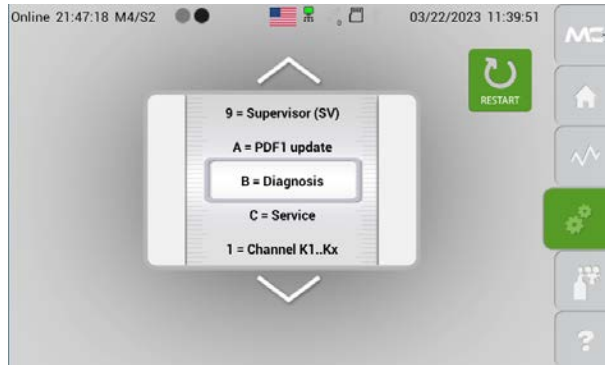 Online 21:47:18 M4/S2 03/22/2023 11:39:51
RESTART
9 = Supervisor (SV)
A = PDF1 update
B = Diagnosis
C = Service
1 = Channel K1..Kx
?